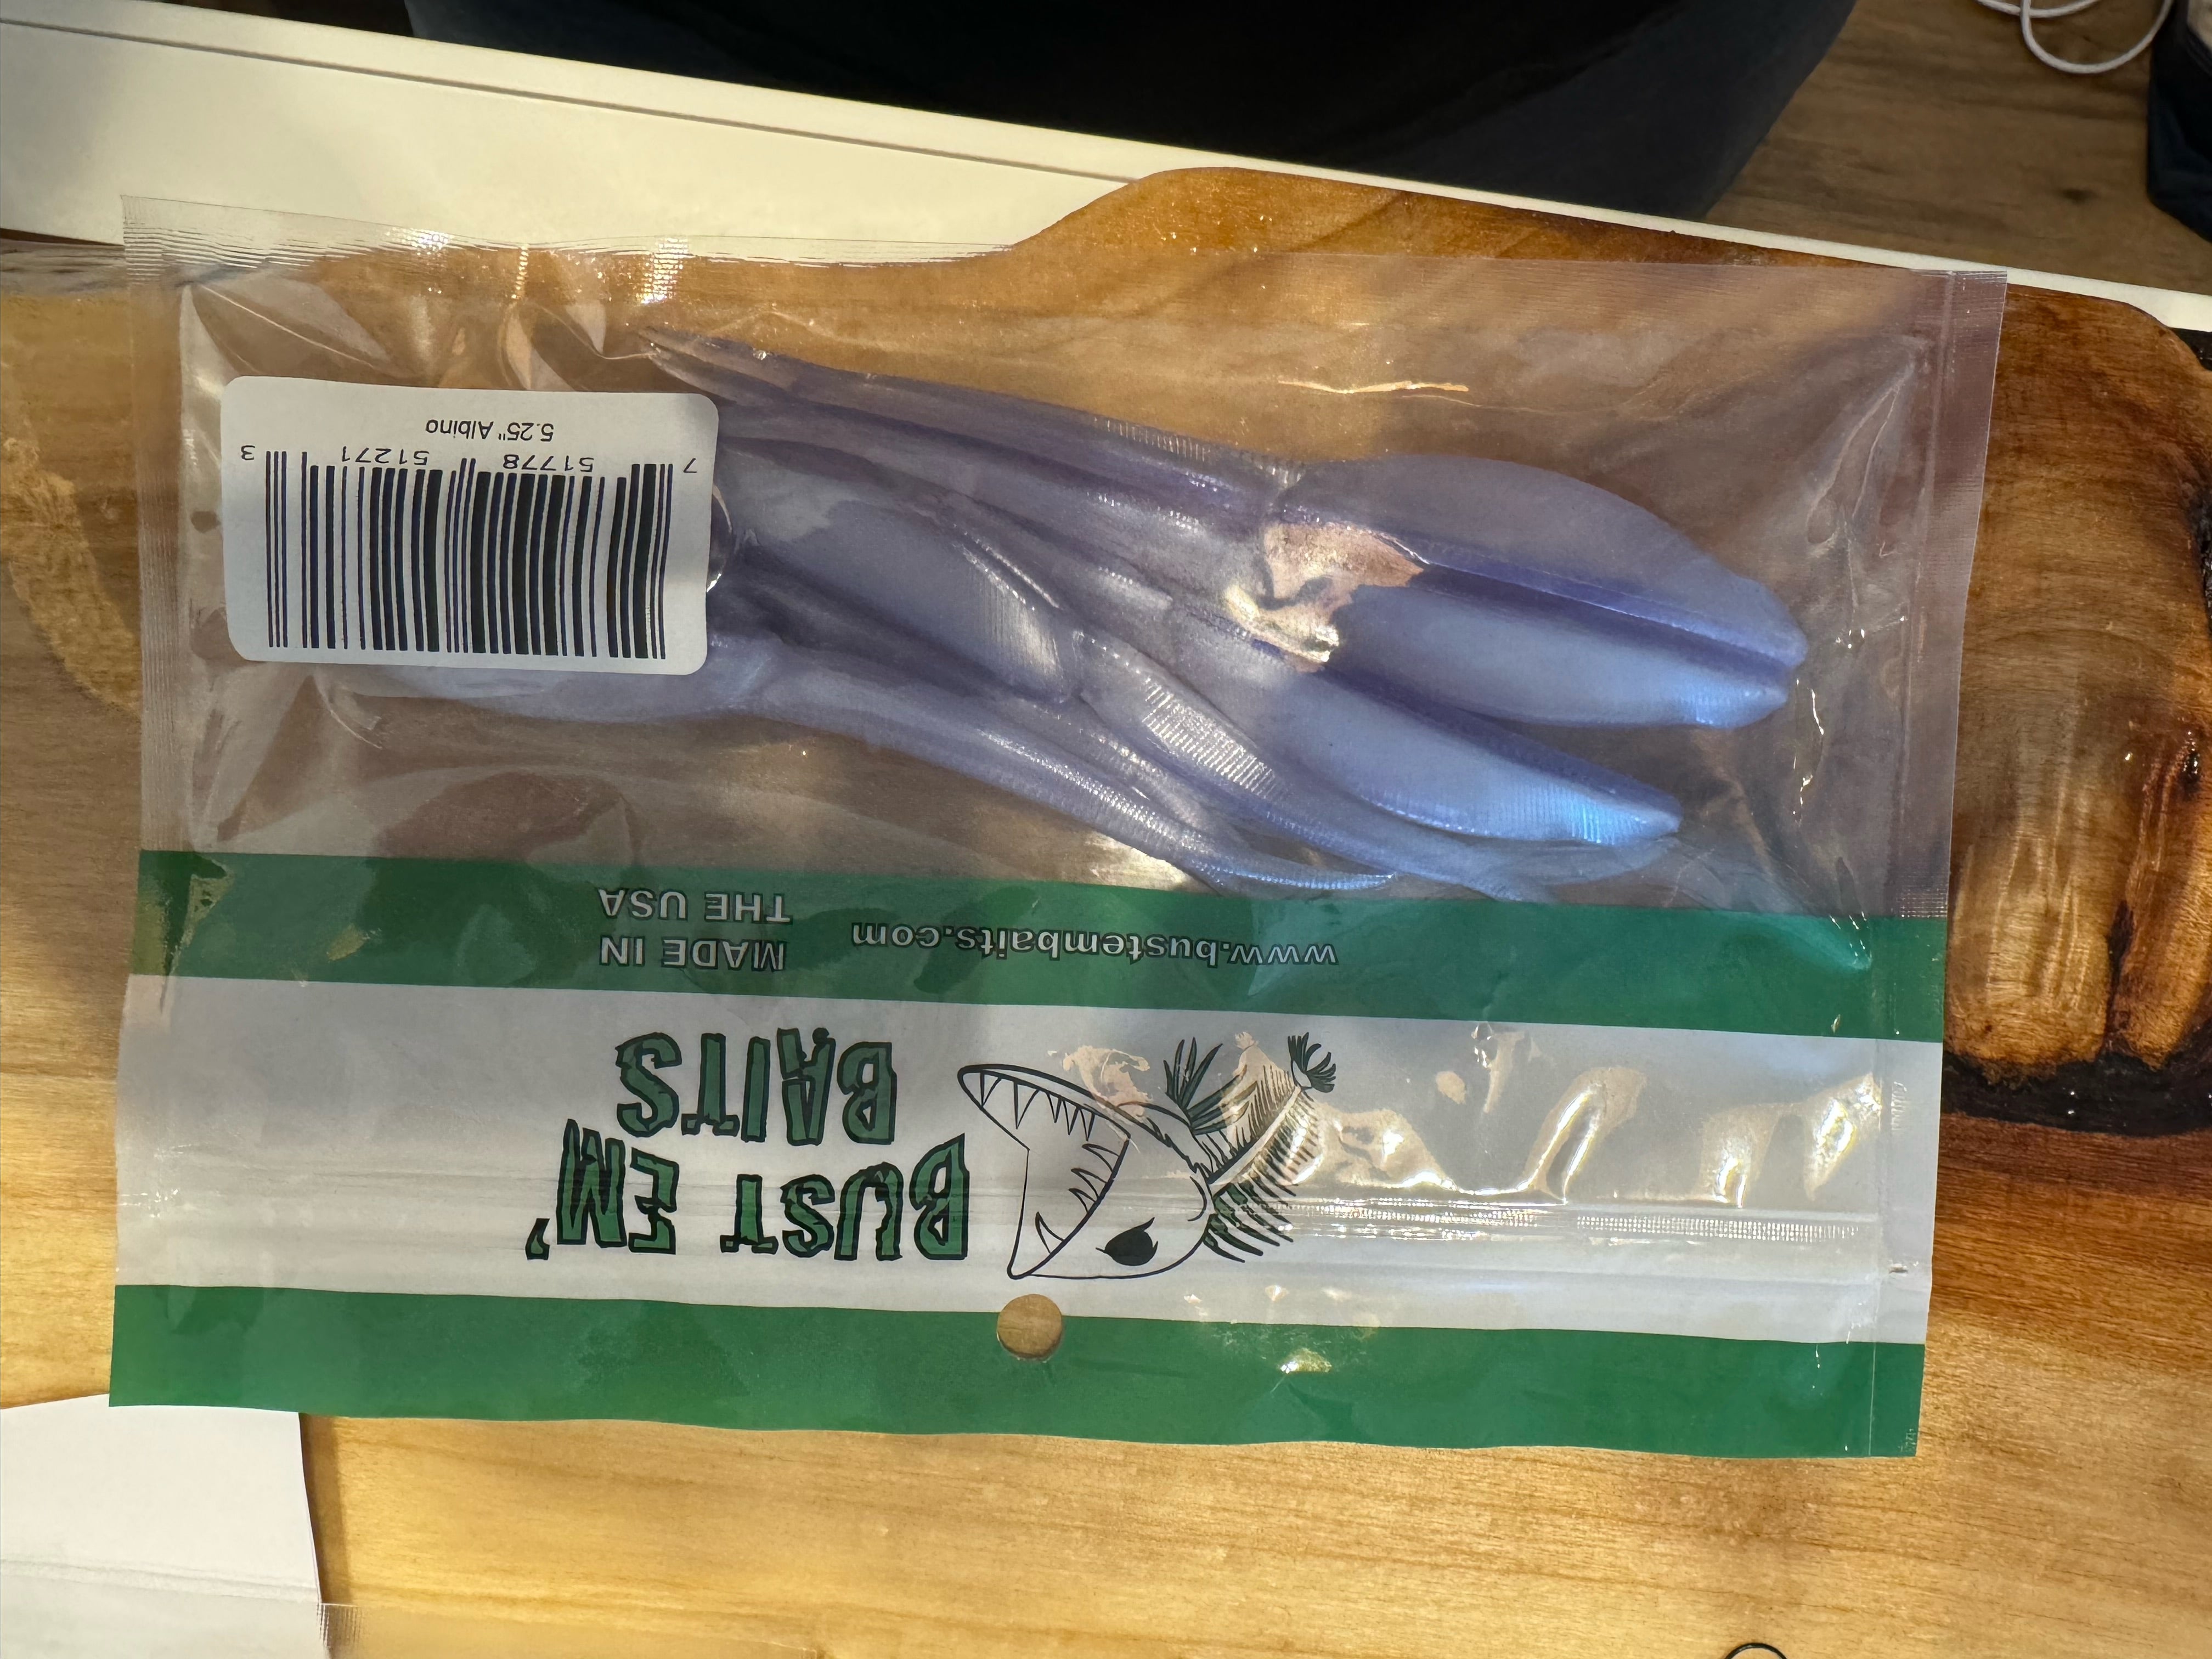 BUST EM'
BAITS
www.bustembaits.com
MADE IN
THE USA
7 51778 51271 3
5.25" Albino